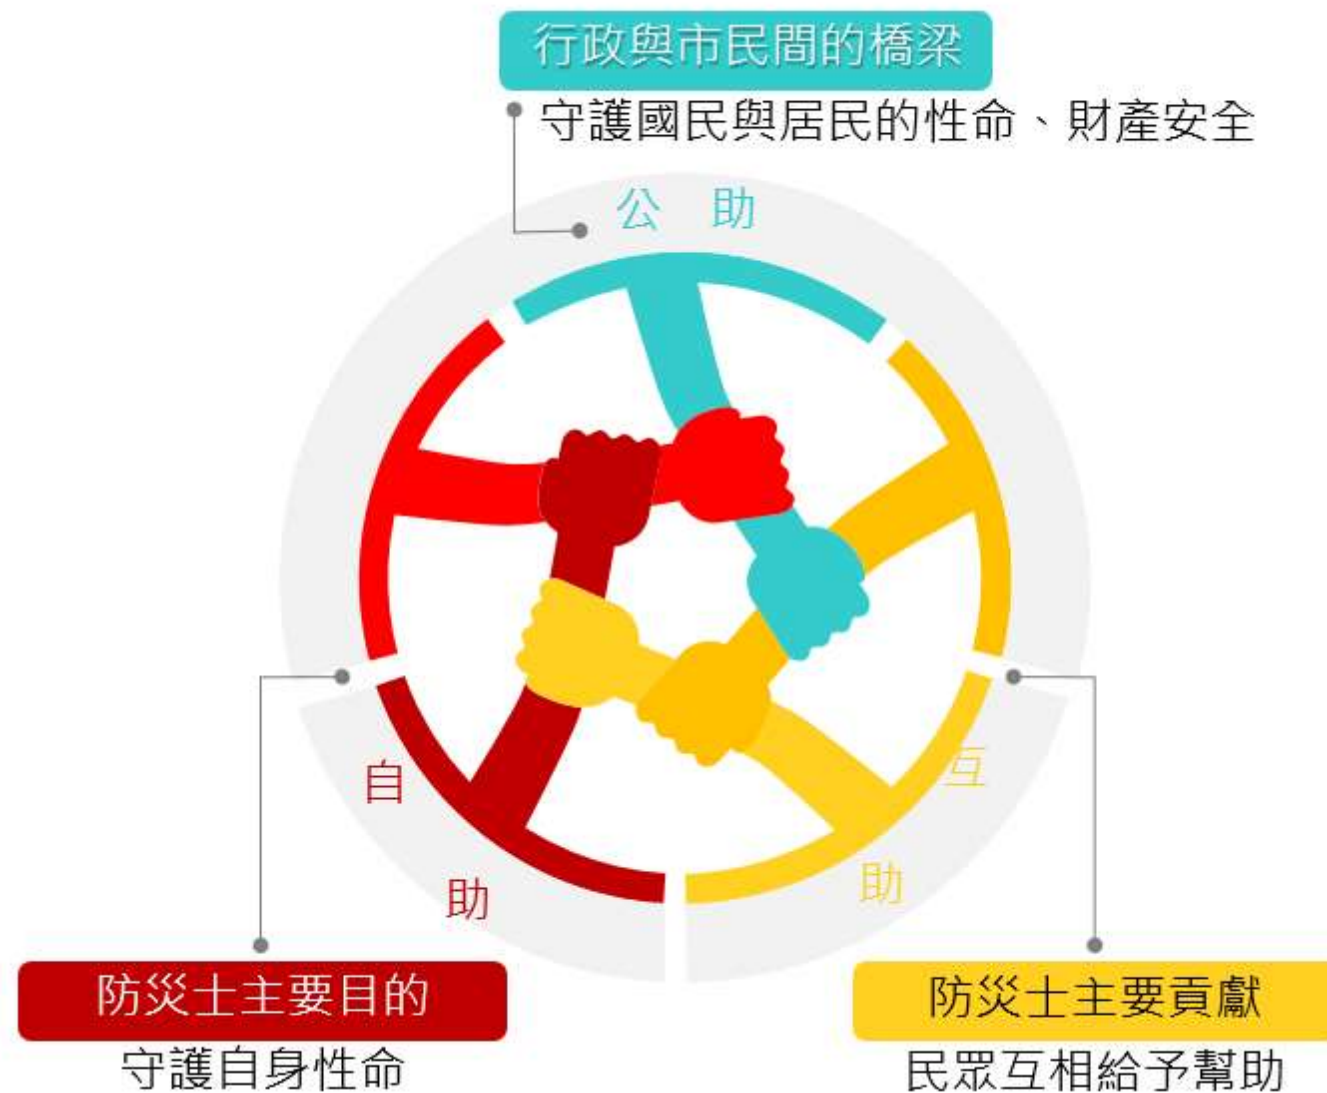 行政與市民間的橋梁
守護國民與居民的性命、財產安全
公 助
自
助
互
助
防災士主要目的
守護自身性命
防災士主要貢獻
民眾互相給予幫助